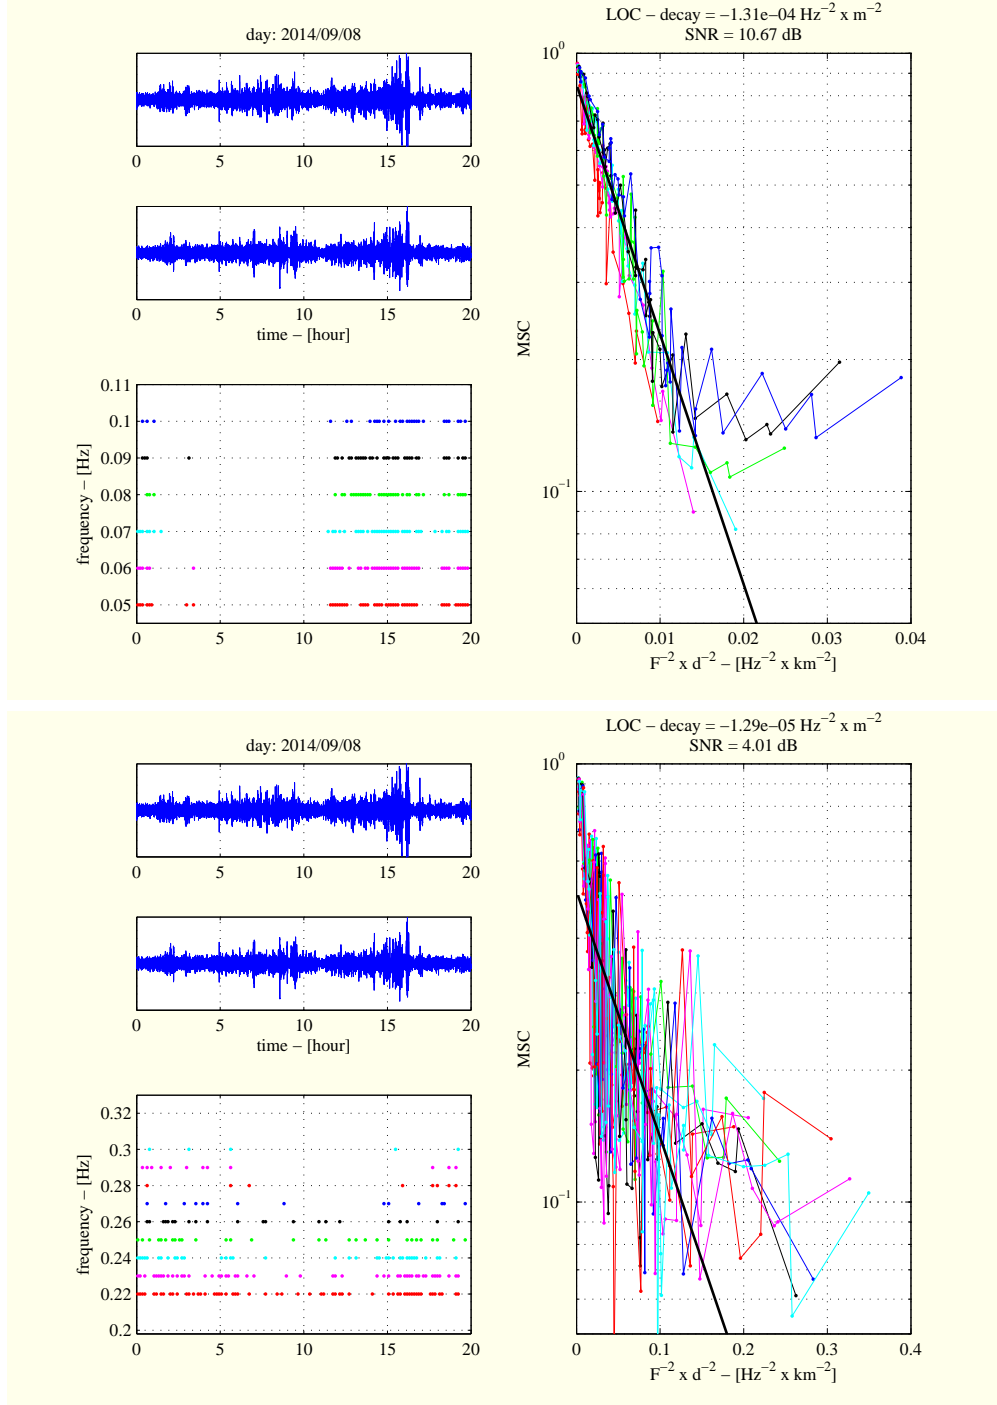 day: 2014/09/08
0 5 10 15 20
0 5 10 15 20
time − [hour]
0.11
0.1
0.09
0.08
0.07
0.06
0.05
frequency − [Hz]
0 5 10 15 20
LOC − decay = −1.31e−04 Hz⁻² x m⁻²
SNR = 10.67 dB
10⁰
10⁻¹
MSC
0 0.01 0.02 0.03 0.04
F⁻² x d⁻² − [Hz⁻² x km⁻²]
day: 2014/09/08
0 5 10 15 20
0 5 10 15 20
time − [hour]
0.32
0.3
0.28
0.26
0.24
0.22
0.2
frequency − [Hz]
0 5 10 15 20
LOC − decay = −1.29e−05 Hz⁻² x m⁻²
SNR = 4.01 dB
10⁰
10⁻¹
MSC
0 0.1 0.2 0.3 0.4
F⁻² x d⁻² − [Hz⁻² x km⁻²]